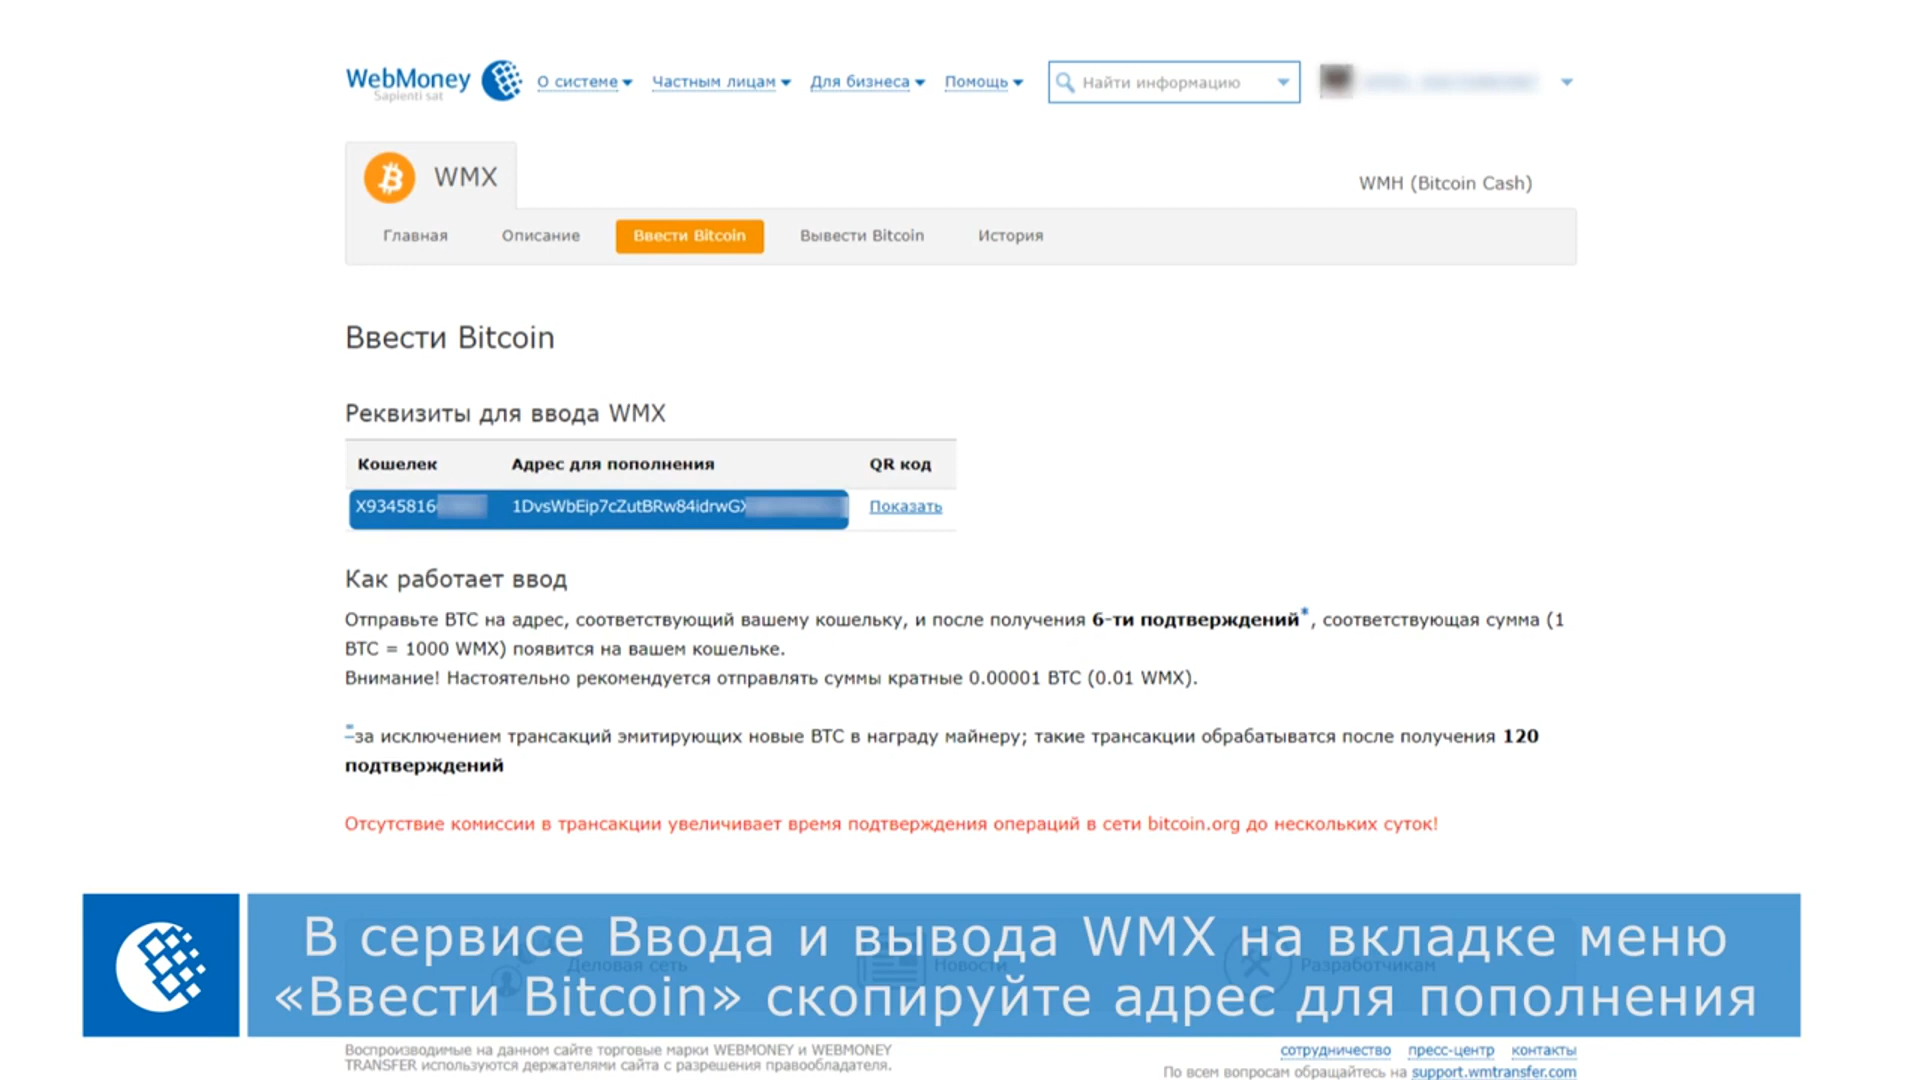 WebMoney
Sapienti sat
О системе Частным лицам Для бизнеса Помощь Найти информацию
WMX
WMH (Bitcoin Cash)
Главная Описание Ввести Bitcoin Вывести Bitcoin История
Ввести Bitcoin
Реквизиты для ввода WMX
Кошелек Адрес для пополнения QR код
X9345816 1DvsWbEip7cZutBRw84idrwGX Показать
Как работает ввод
Отправьте BTC на адрес, соответствующий вашему кошельку, и после получения 6-ти подтверждений*, соответствующая сумма (1
BTC = 1000 WMX) появится на вашем кошельке.
Внимание! Настоятельно рекомендуется отправлять суммы кратные 0.00001 BTC (0.01 WMX).
*-за исключением трансакций эмитирующих новые BTC в награду майнеру; такие трансакции обрабатыватся после получения 120
подтверждений
Отсутствие комиссии в трансакции увеличивает время подтверждения операций в сети bitcoin.org до нескольких суток!
В сервисе Ввода и вывода WMX на вкладке меню
Деловая сеть Новости Разработчикам
«Ввести Bitcoin» скопируйте адрес для пополнения
Воспроизводимые на данном сайте торговые марки WEBMONEY и WEBMONEY
TRANSFER используются держателями сайта с разрешения правообладателя.
сотрудничество пресс-центр контакты
По всем вопросам обращайтесь на support.wmtransfer.com